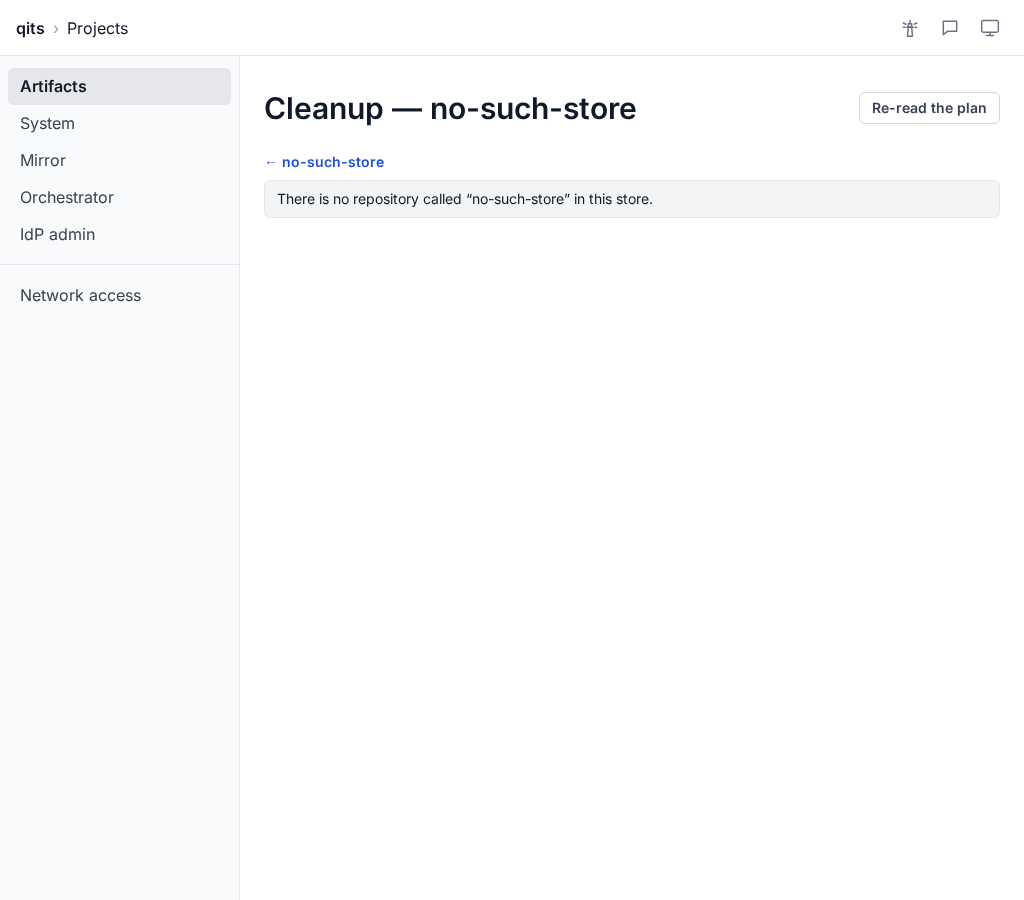 qits › Projects
Artifacts
System
Mirror
Orchestrator
IdP admin
Network access
Cleanup — no-such-store
Re-read the plan
← no-such-store
There is no repository called “no-such-store” in this store.